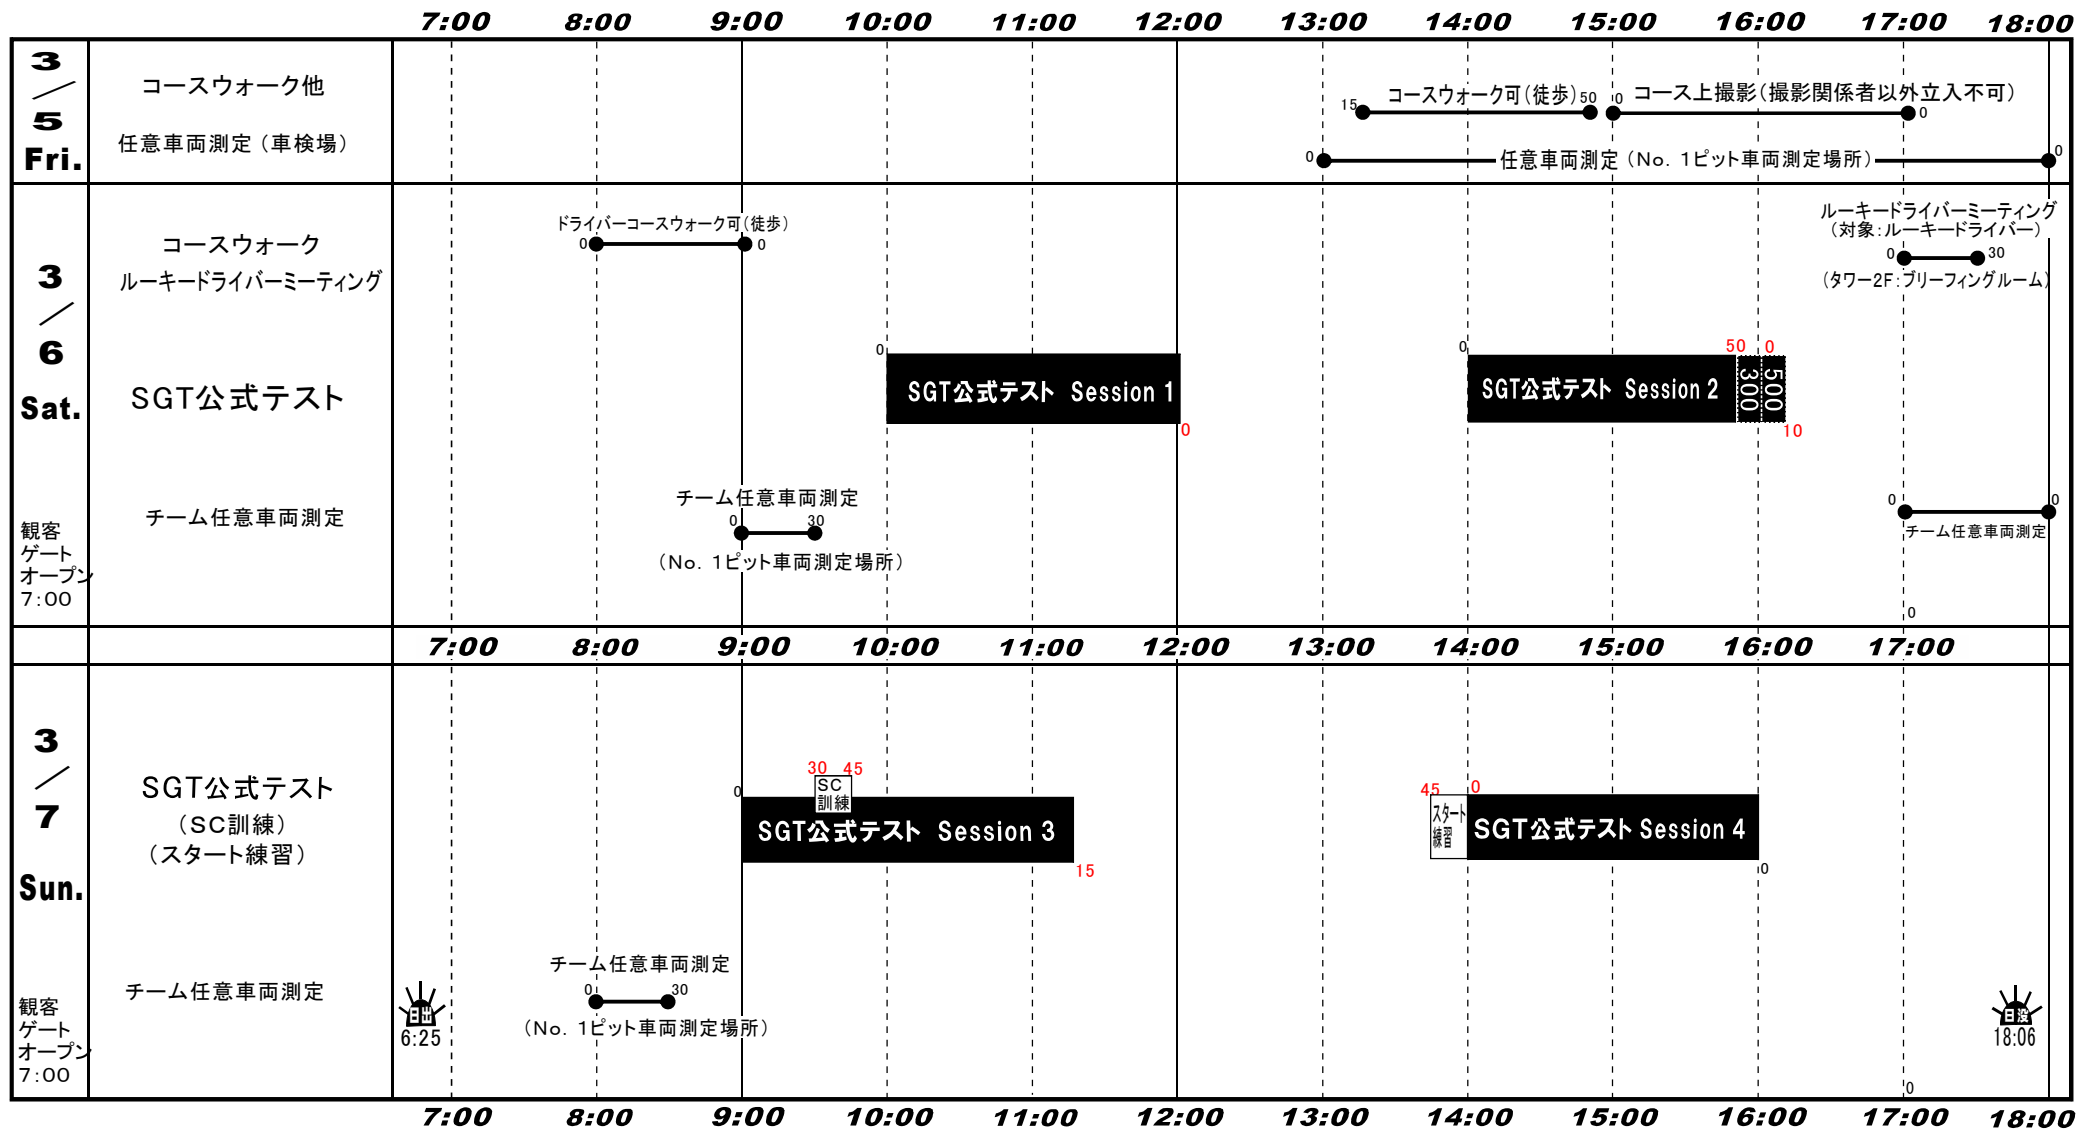 7:00 8:00 9:00 10:00 11:00 12:00 13:00 14:00 15:00 16:00 17:00 18:00
3
/
5
Fri.
コースウォーク他
任意車両測定（車検場）
15 コースウォーク可（徒歩） 50
0 コース上撮影（撮影関係者以外立入不可） 0
0 任意車両測定（No. 1ピット車両測定場所） 0
3
/
6
Sat.
観客
ゲート
オープン
7:00
コースウォーク
ルーキードライバーミーティング
SGT公式テスト
チーム任意車両測定
ドライバーコースウォーク可（徒歩）
0 0
ルーキードライバーミーティング
（対象：ルーキードライバー）
0 30
（タワー2F：ブリーフィングルーム）
0
SGT公式テスト Session 1
0
0
SGT公式テスト Session 2
50 0
300
500
10
チーム任意車両測定
0 30
（No. 1ピット車両測定場所）
0 0
チーム任意車両測定
0
7:00 8:00 9:00 10:00 11:00 12:00 13:00 14:00 15:00 16:00 17:00
3
/
7
Sun.
観客
ゲート
オープン
7:00
SGT公式テスト
（SC訓練）
（スタート練習）
チーム任意車両測定
30 45
SC
訓練
0
SGT公式テスト Session 3
15
45 0
スタート
練習
SGT公式テスト Session 4
0
チーム任意車両測定
0 30
（No. 1ピット車両測定場所）
日出
6:25
日没
18:06
0
7:00 8:00 9:00 10:00 11:00 12:00 13:00 14:00 15:00 16:00 17:00 18:00